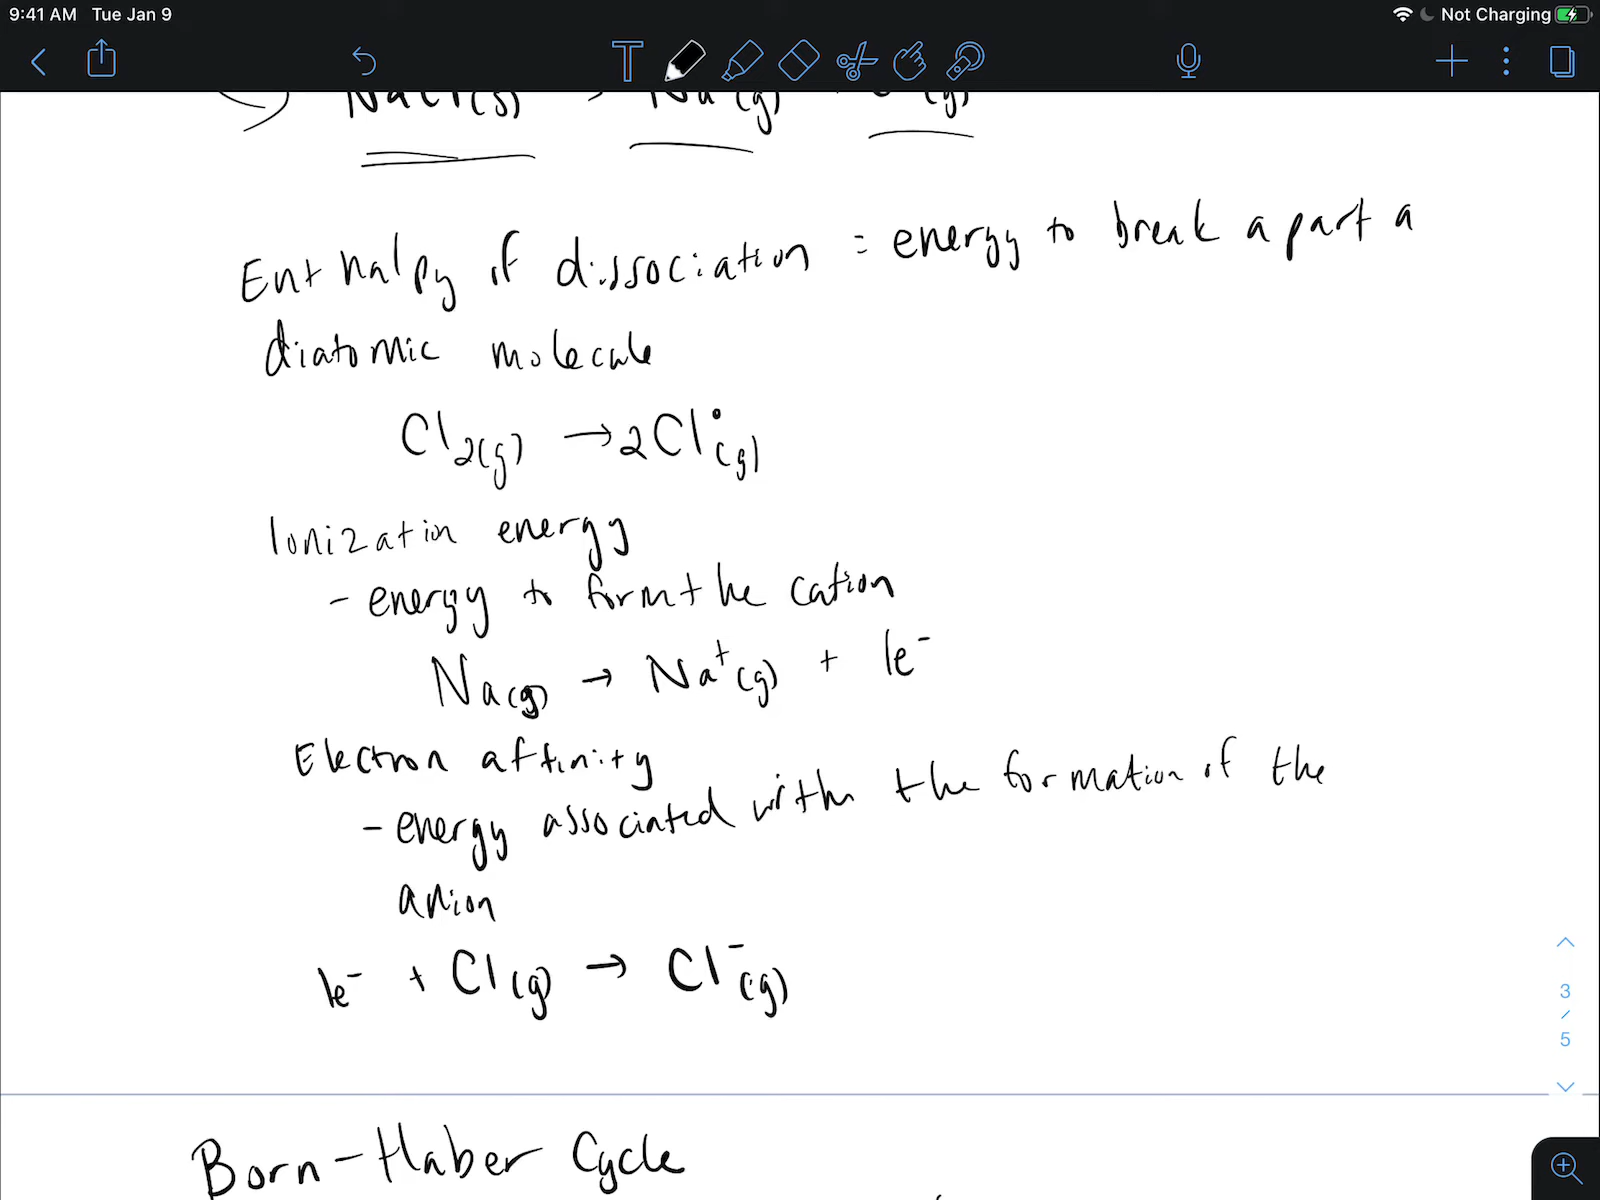 9:41 AM Tue Jan 9
Not Charging
T
NaCl(s) → Na (g) (g)
Enthalpy of dissociation = energy to break apart a
diatomic molecule
Cl₂(g) → 2Cl•(g)
Ionization energy
- energy to form the cation
Na(g) → Na⁺(g) + 1e⁻
Electron affinity
- energy associated with the formation of the
anion
1e⁻ + Cl(g) → Cl⁻(g)
3
/
5
Born-Haber Cycle